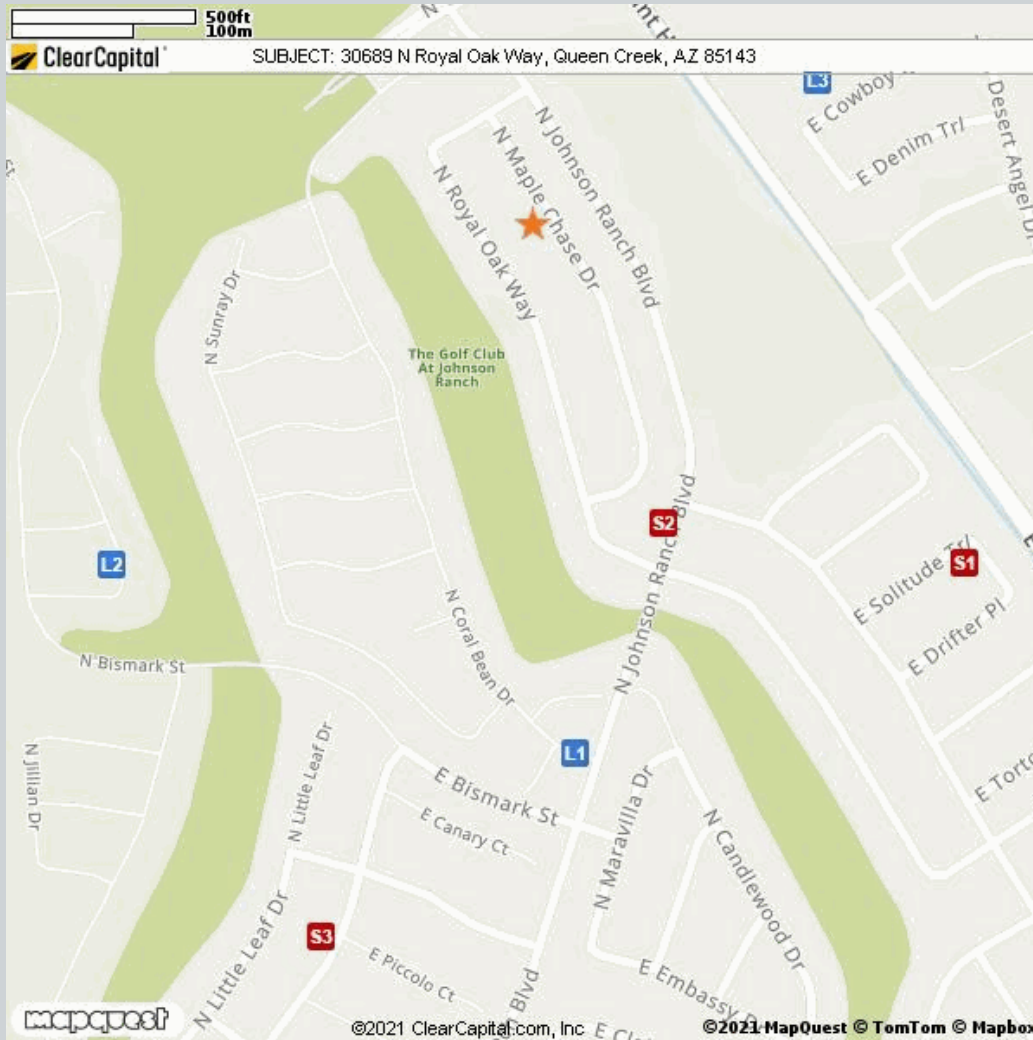 500ft
100m
ClearCapital
SUBJECT: 30689 N Royal Oak Way, Queen Creek, AZ 85143
N
L3
E Cowboy
E Denim Trl
Desert Angel Dr
N Johnson Ranch Blvd
N Maple Chase Dr
N Royal Oak Way
N Sunray Dr
The Golf Club
At Johnson
Ranch
S2
N Johnson Ranch Blvd
L2
S1
E Solitude Trl
E Drifter Pl
N Coral Bean Dr
N Bismark St
L1
N Jillian Dr
N Little Leaf Dr
E Bismark St
E Canary Ct
N Maravilla Dr
N Candlewood Dr
S3
N Little Leaf Dr
E Piccolo Ct
Blvd
E Embassy
mapquest
©2021 ClearCapital.com, Inc
©2021 MapQuest © TomTom © Mapbox